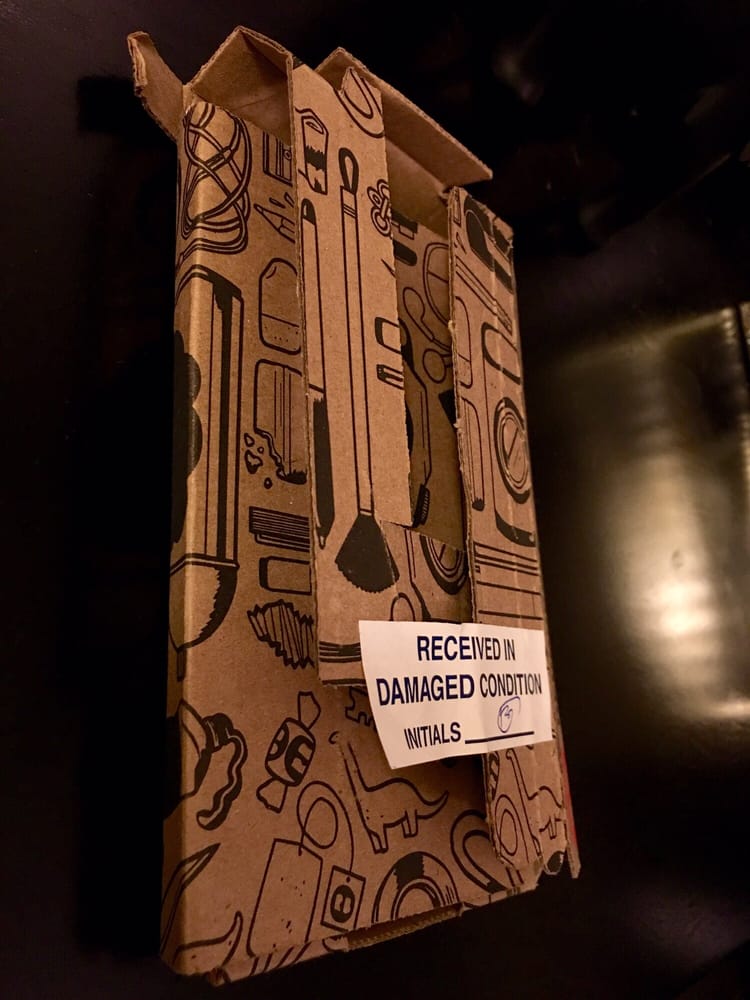 RECEIVED IN
DAMAGED CONDITION
INITIALS